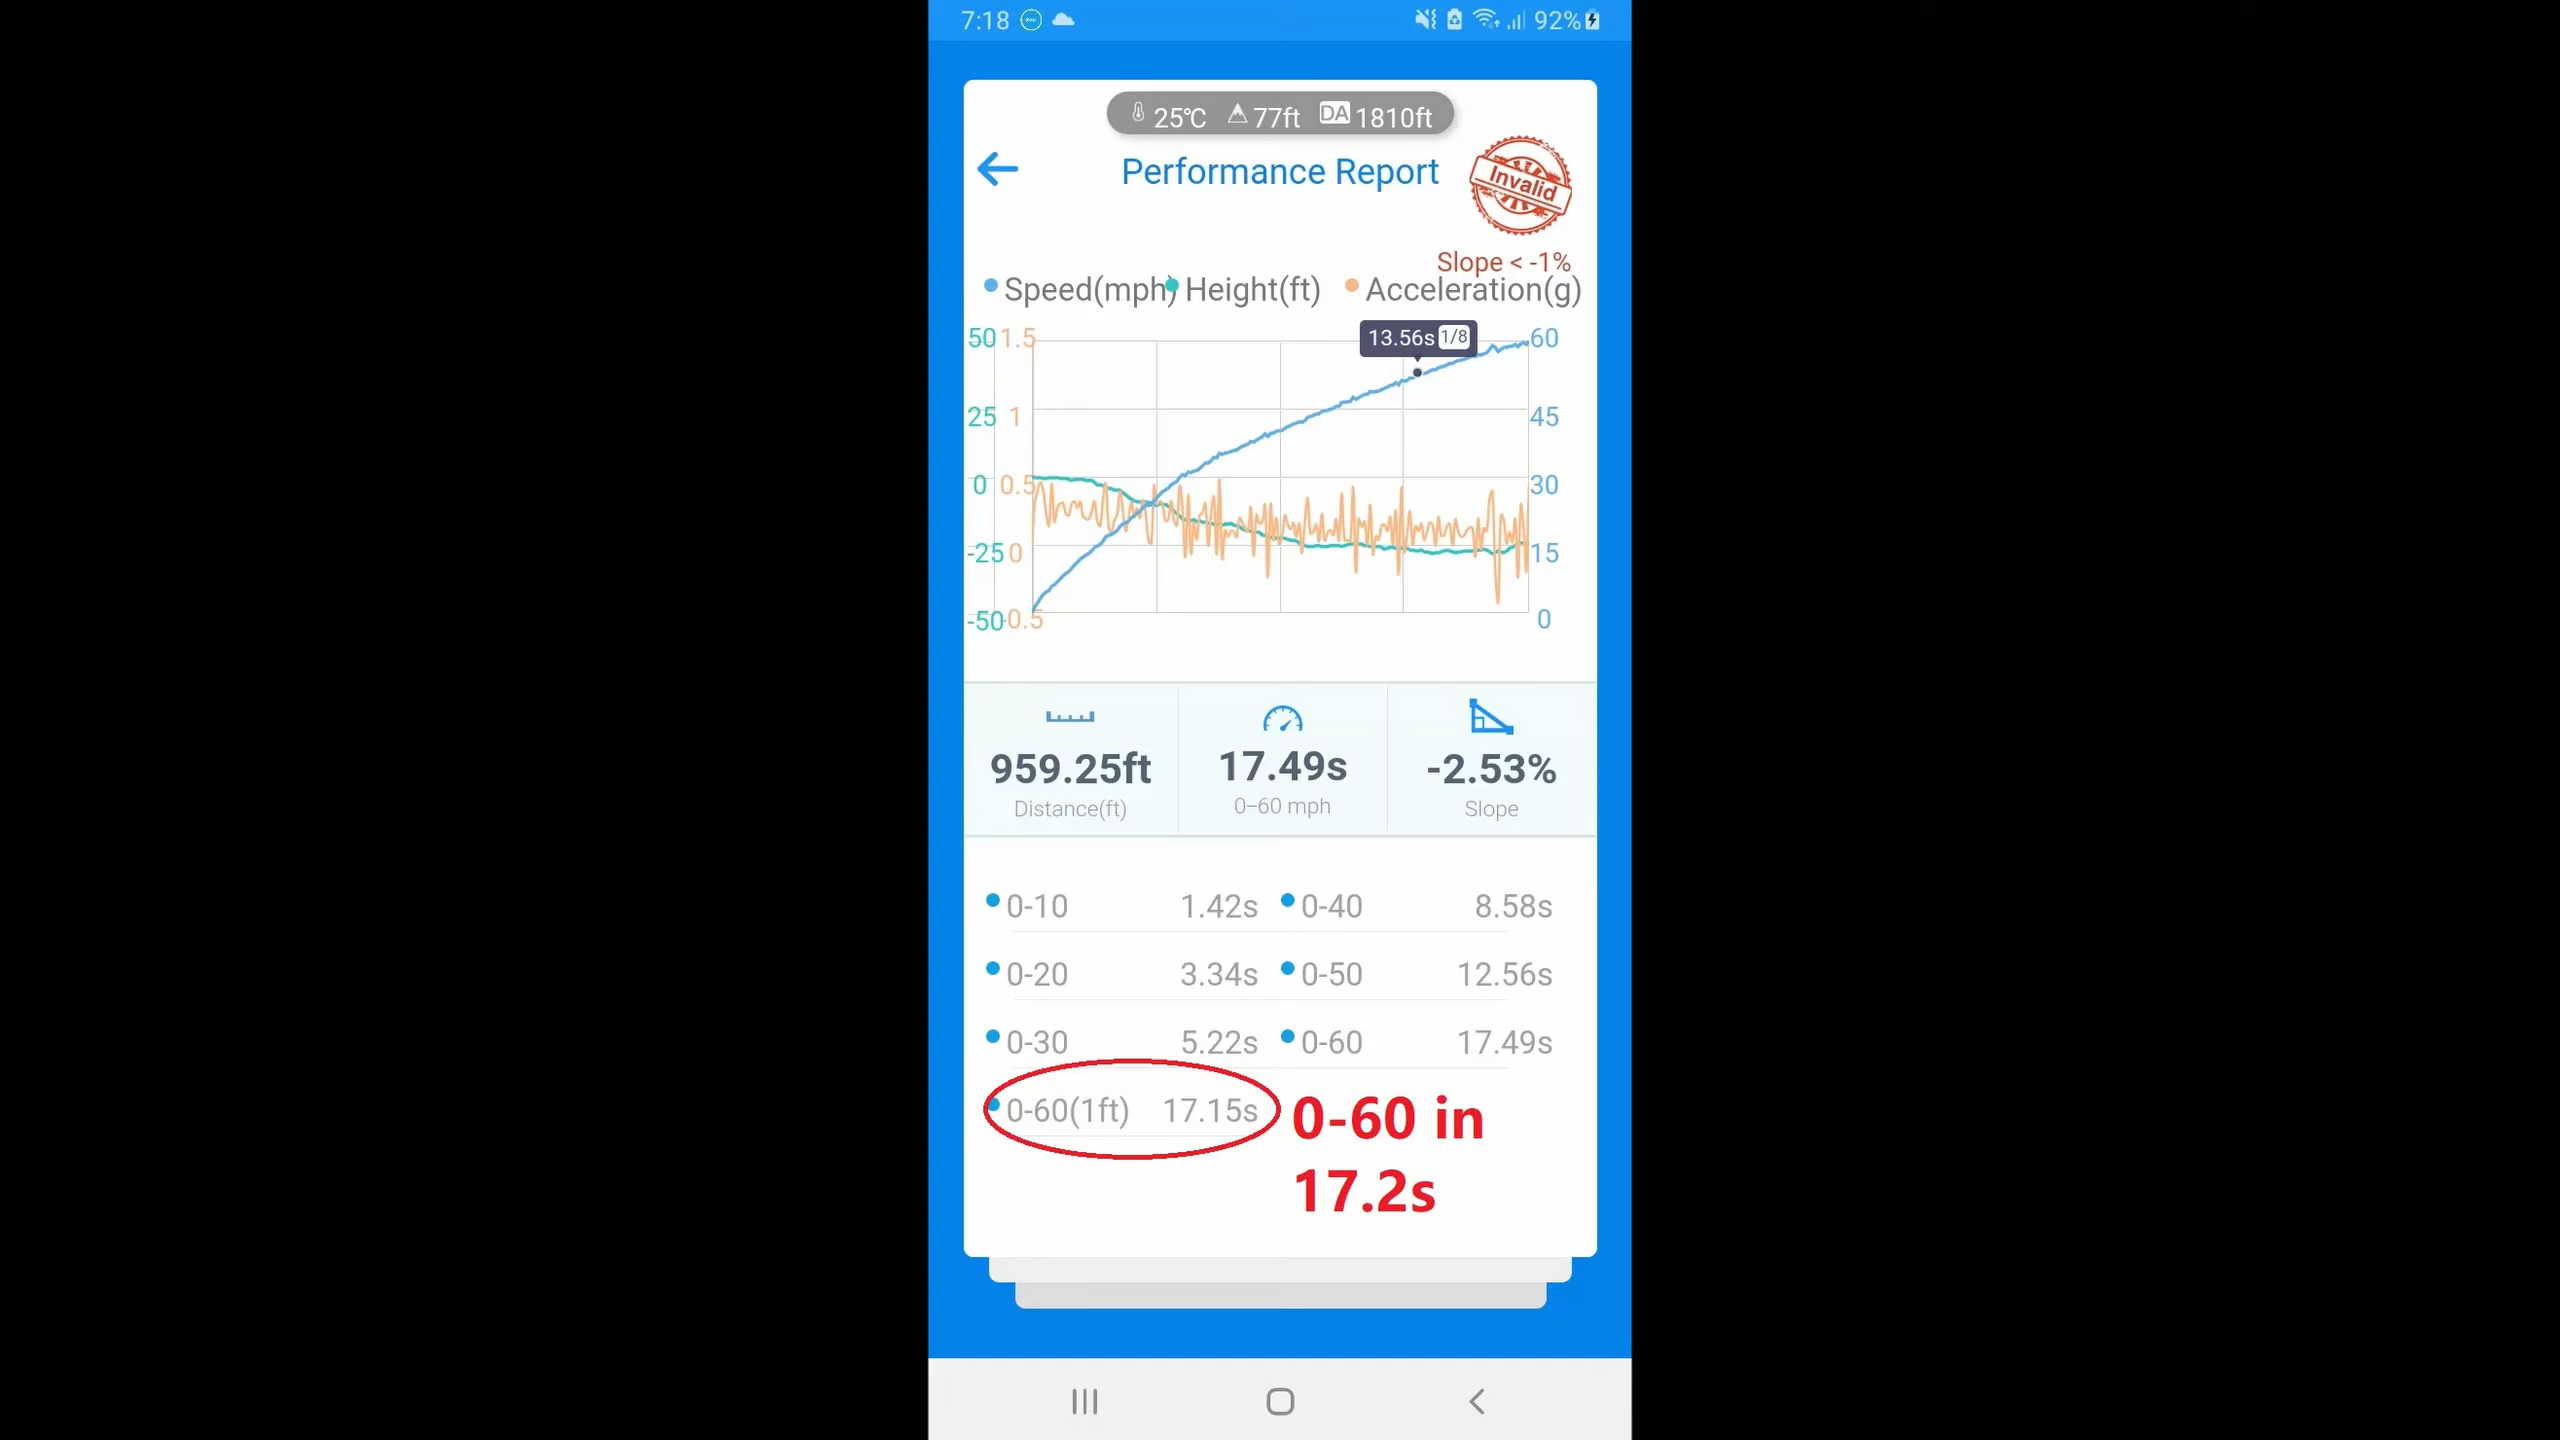 7:18 92%
25°C 77ft DA 1810ft
Performance Report
Invalid
Slope < -1%
Speed(mph) Height(ft) Acceleration(g)
13.56s 1/8
50 1.5 60
25 1 45
0 0.5 30
-25 0 15
-50 -0.5 0
959.25ft 17.49s -2.53%
Distance(ft) 0–60 mph Slope
0-10 1.42s 0-40 8.58s
0-20 3.34s 0-50 12.56s
0-30 5.22s 0-60 17.49s
0-60(1ft) 17.15s
0-60 in
17.2s